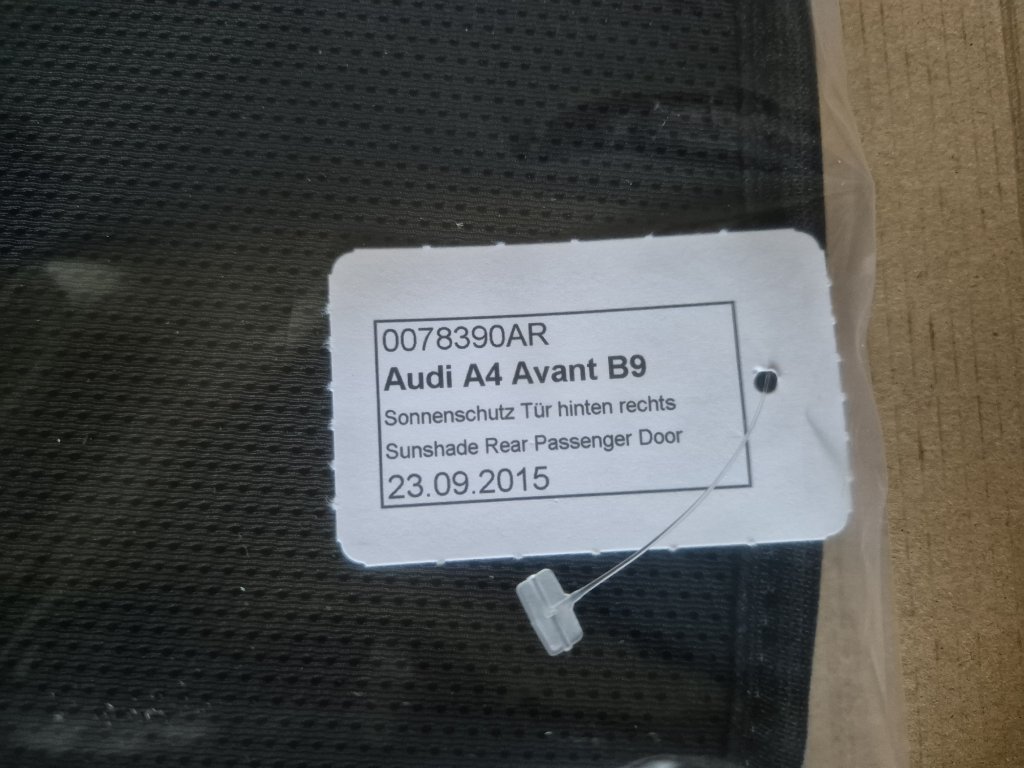 0078390AR
Audi A4 Avant B9
Sonnenschutz Tür hinten rechts
Sunshade Rear Passenger Door
23.09.2015